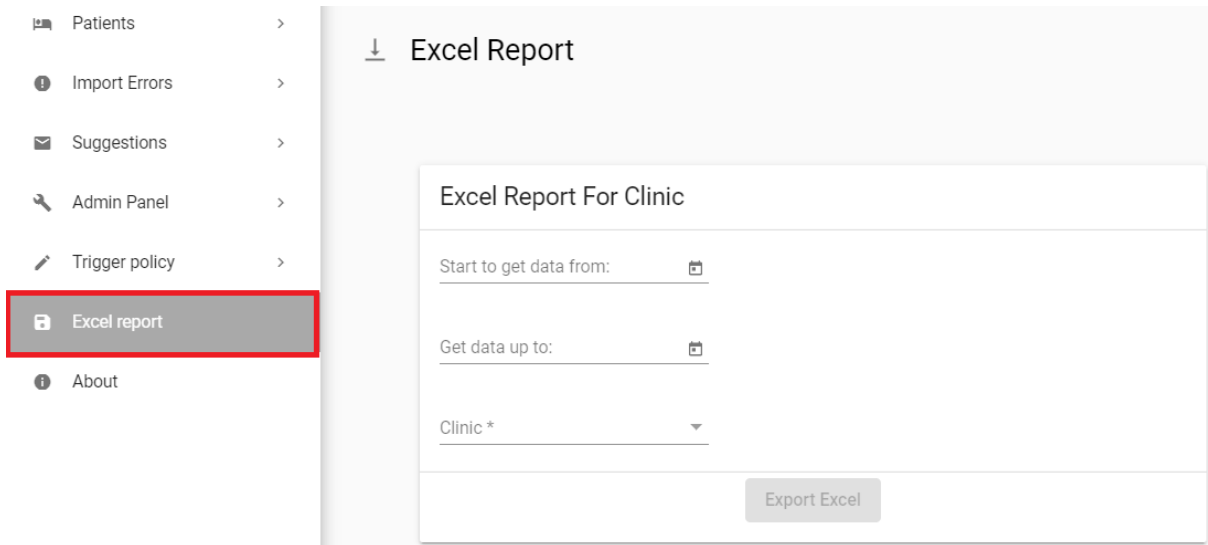 Patients
Import Errors
Suggestions
Admin Panel
Trigger policy
Excel report
About
Excel Report
Excel Report For Clinic
Start to get data from:
Get data up to:
Clinic *
Export Excel